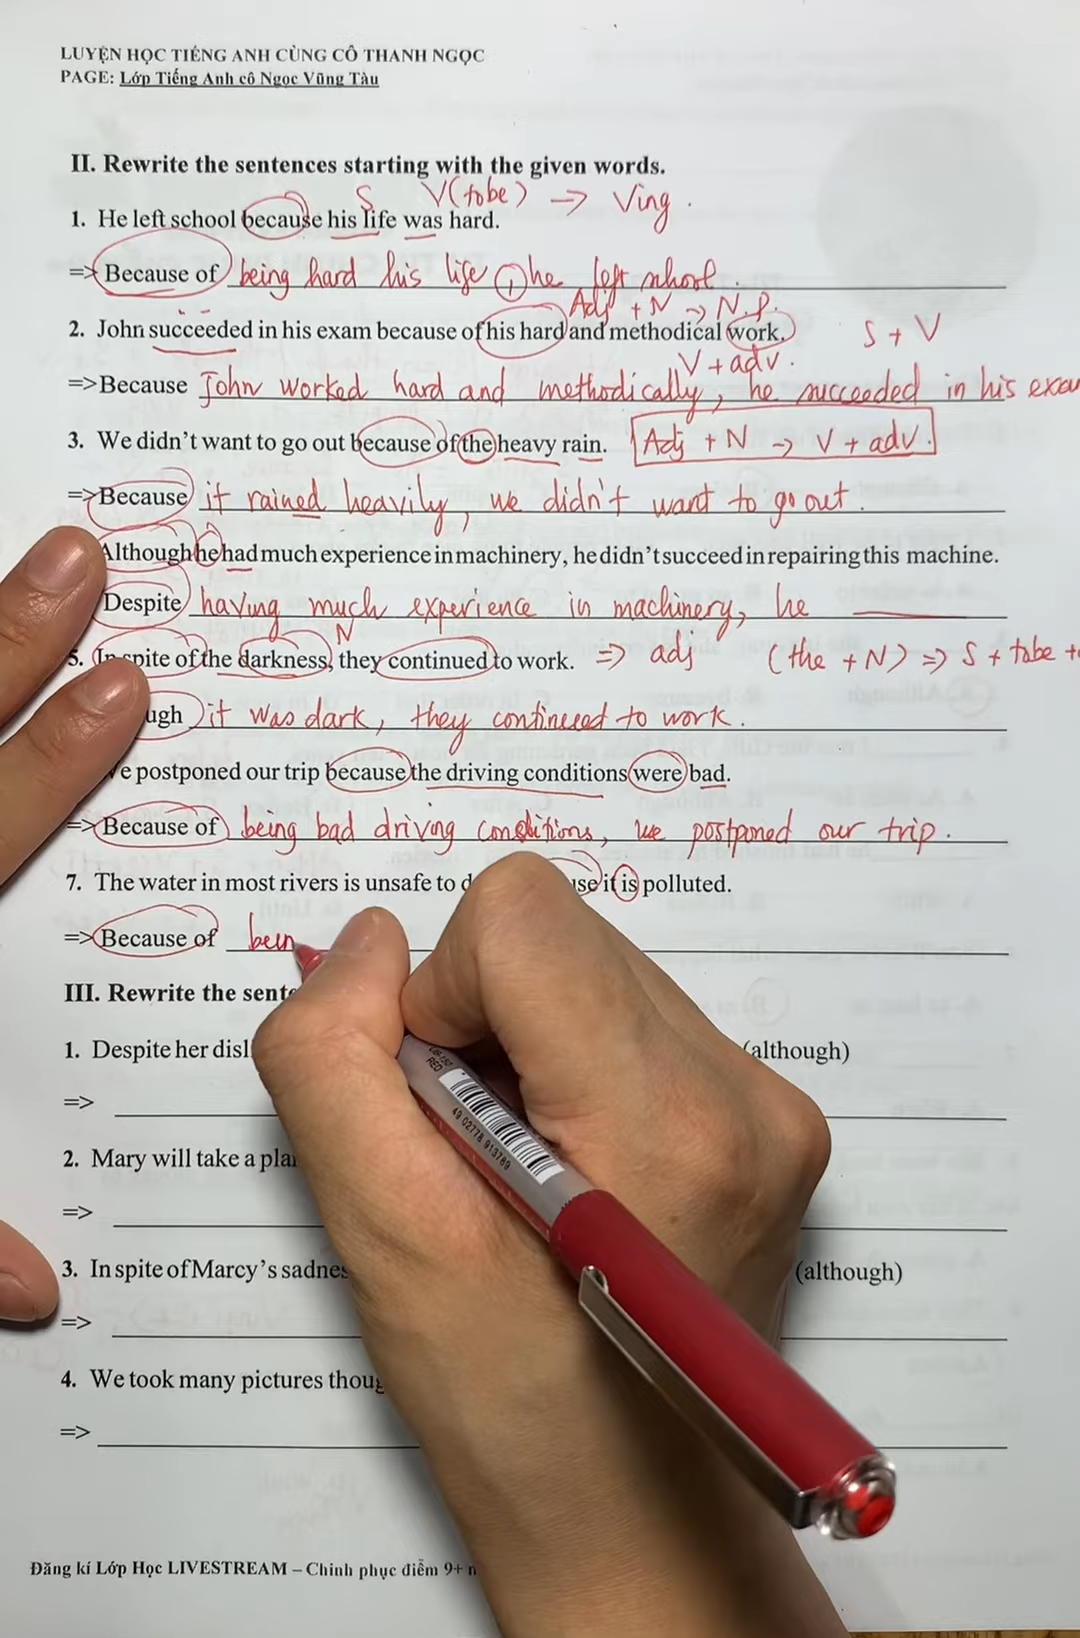 LUYỆN HỌC TIẾNG ANH CÙNG CÔ THANH NGỌC
PAGE: Lớp Tiếng Anh cô Ngọc Vũng Tàu
II. Rewrite the sentences starting with the given words.
S V(tobe) → Ving.
1. He left school because his life was hard.
=> Because of being hard his life, he left school.
Adj + N → N.p.
2. John succeeded in his exam because of his hard and methodical work. S + V
V + adv.
=>Because John worked hard and methodically, he succeeded in his exam
3. We didn't want to go out because of the heavy rain. Adj + N → V + adv.
=>Because it rained heavily, we didn't want to go out.
Although he had much experience in machinery, he didn't succeed in repairing this machine.
Despite having much experience in machinery, he
N
5. In spite of the darkness, they continued to work. => adj (the + N) => S + tobe +
ugh it was dark, they continued to work.
e postponed our trip because the driving conditions were bad.
=> Because of being bad driving conditions, we postponed our trip.
7. The water in most rivers is unsafe to d use it is polluted.
=> Because of bein
III. Rewrite the sent
1. Despite her disl (although)
=>
2. Mary will take a pla
=>
3. In spite of Marcy's sadnes (although)
=>
4. We took many pictures thoug
=>
Đăng kí Lớp Học LIVESTREAM – Chinh phục điểm 9+ n